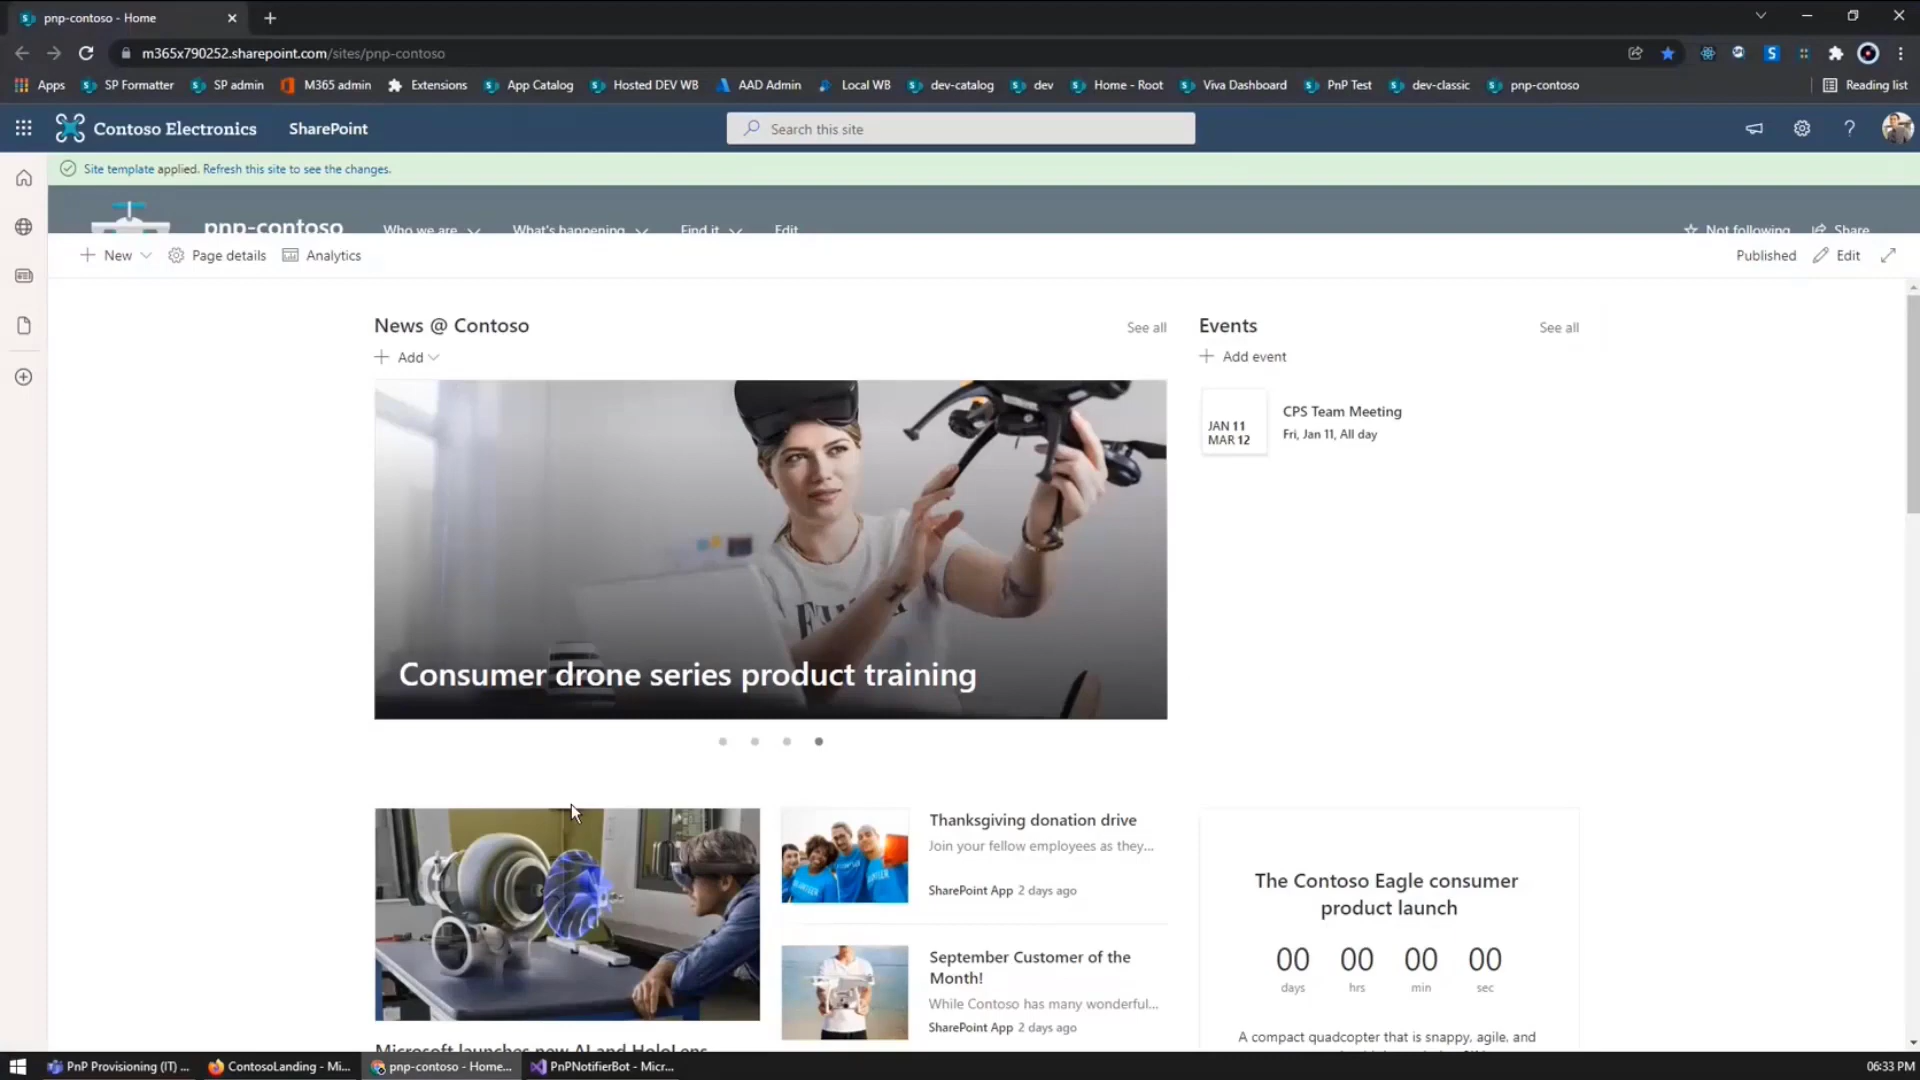 pnp-contoso - Home
m365x790252.sharepoint.com/sites/pnp-contoso
Apps
SP Formatter
SP admin
M365 admin
Extensions
App Catalog
Hosted DEV WB
AAD Admin
Local WB
dev-catalog
dev
Home - Root
Viva Dashboard
PnP Test
dev-classic
pnp-contoso
Reading list
Contoso Electronics
SharePoint
Search this site
Site template applied. Refresh this site to see the changes.
pnp-contoso
Who we are
What's happening
Find it
Edit
Not following
Share
New
Page details
Analytics
Published
Edit
News @ Contoso
See all
Add
Events
See all
Add event
JAN 11
MAR 12
CPS Team Meeting
Fri, Jan 11, All day
Consumer drone series product training
Thanksgiving donation drive
Join your fellow employees as they...
SharePoint App 2 days ago
September Customer of the
Month!
While Contoso has many wonderful...
SharePoint App 2 days ago
The Contoso Eagle consumer
product launch
00 00 00 00
days hrs min sec
A compact quadcopter that is snappy, agile, and
Microsoft launches new AI and HoloLens
PnP Provisioning (IT) ...
ContosoLanding - Mi...
pnp-contoso - Home...
PnPNotifierBot - Micr...
06:33 PM